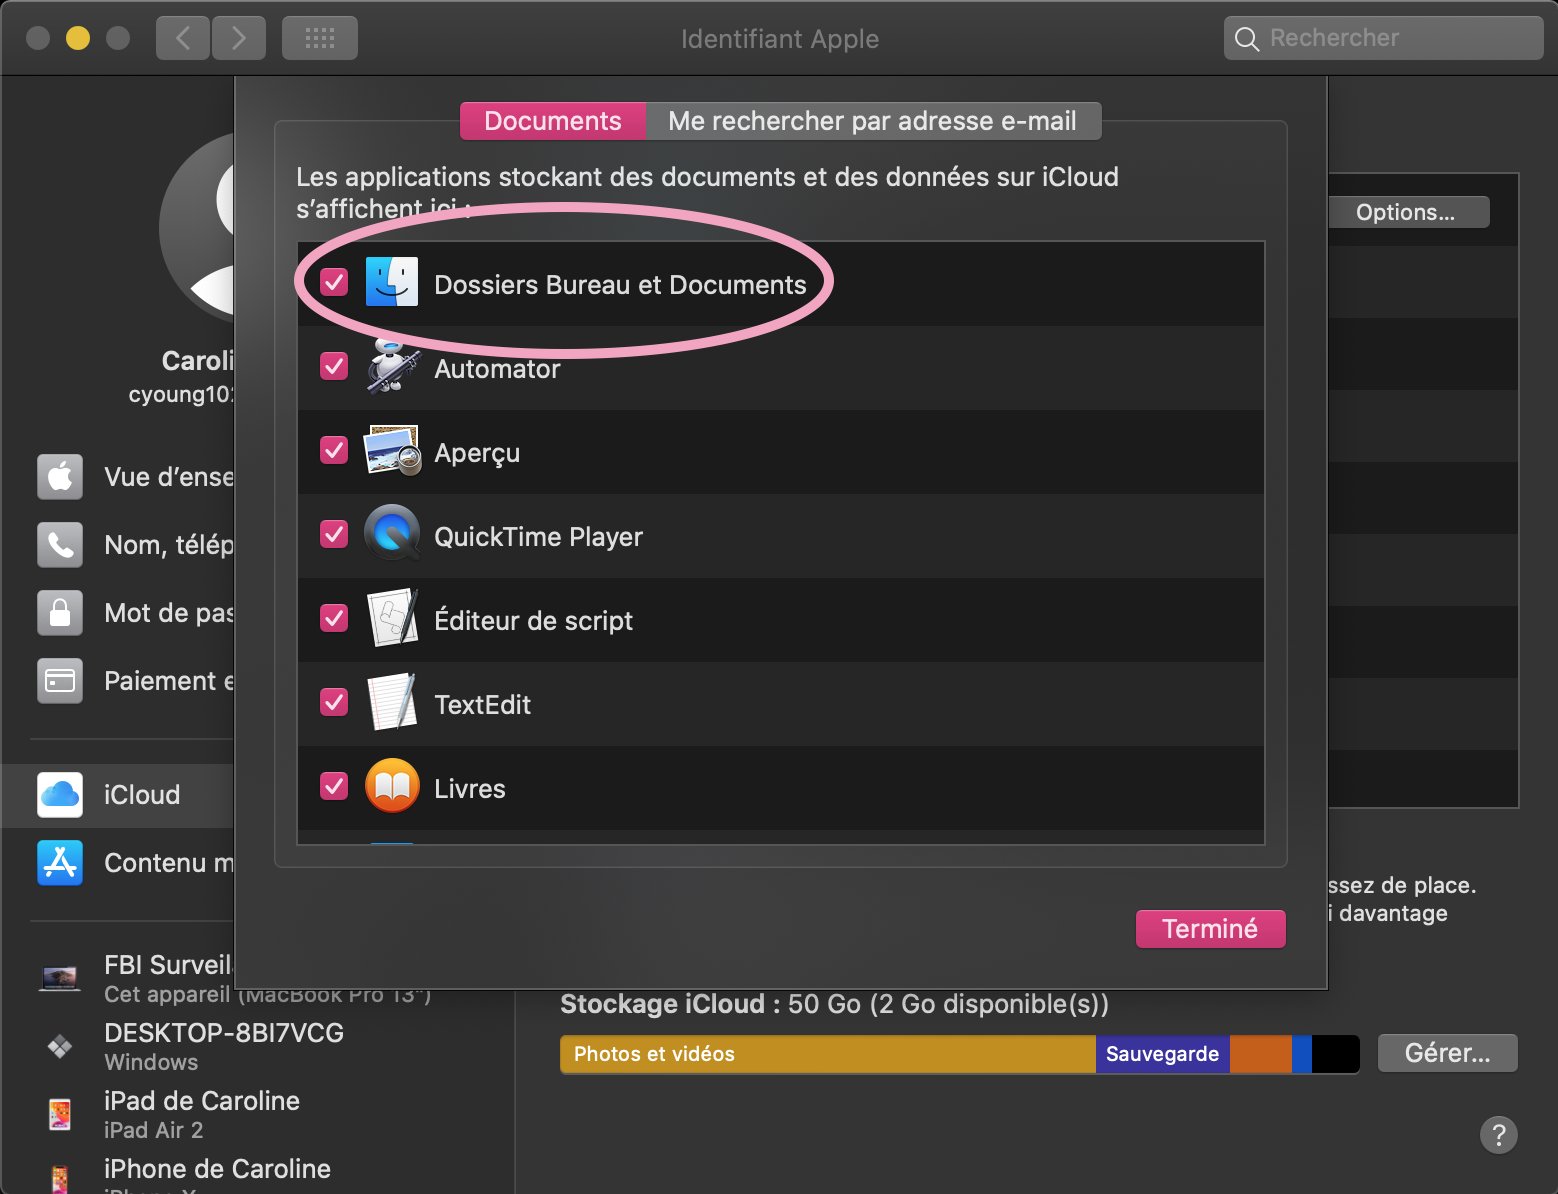 Identifiant Apple
Rechercher
Documents
Me rechercher par adresse e-mail
Les applications stockant des documents et des données sur iCloud
s’affichent ici :
Options...
Dossiers Bureau et Documents
Automator
Aperçu
QuickTime Player
Éditeur de script
TextEdit
Livres
Terminé
Caroli
cyoung102
Vue d’ense
Nom, télép
Mot de pas
Paiement e
iCloud
Contenu m
FBI Surveil
Cet appareil (MacBook Pro 13")
DESKTOP-8BI7VCG
Windows
iPad de Caroline
iPad Air 2
iPhone de Caroline
iPhone X
ssez de place.
i davantage
Stockage iCloud : 50 Go (2 Go disponible(s))
Photos et vidéos
Sauvegarde
Gérer...
?